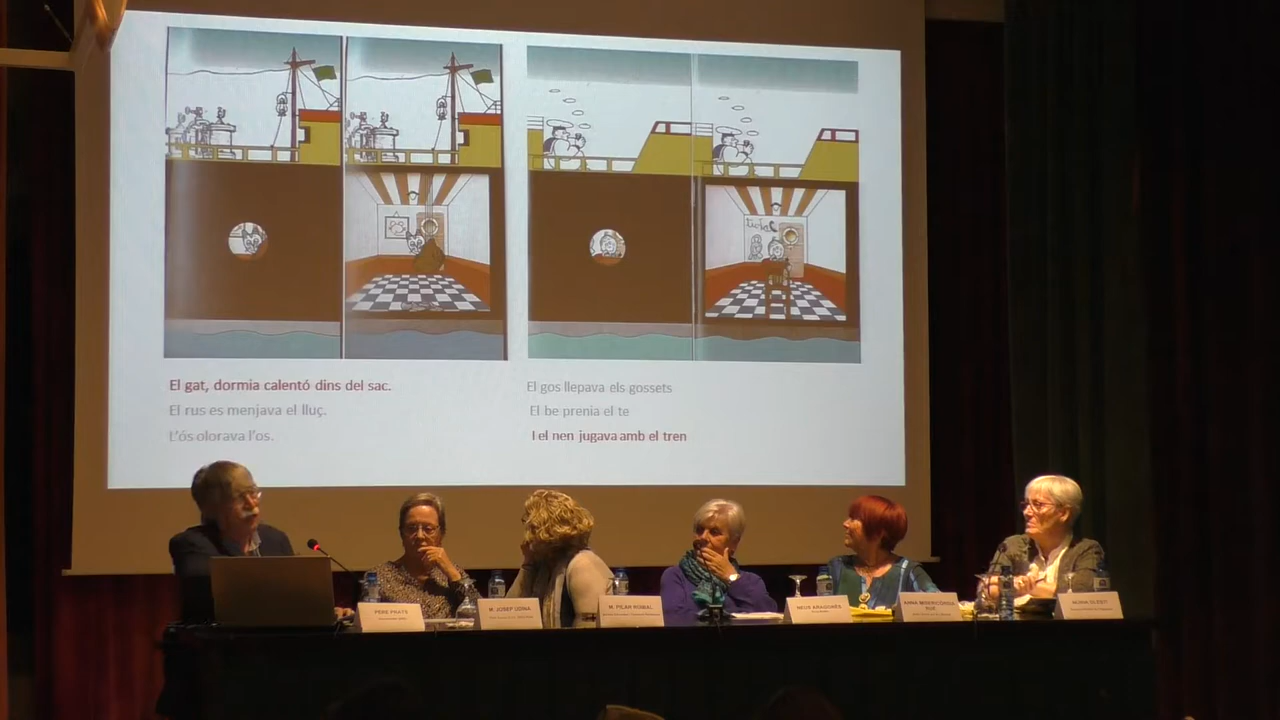 El gat, dormia calentó dins del sac.
El rus es menjava el lluç.
L'ós olorava l'os.
El gos llepava els gossets
El be prenia el te
I el nen jugava amb el tren
PERE PRATS
M. JOSEP UDINA
M. PILAR ROIBAL
NEUS ARAGONÈS
ANNA MISERICÒRDIA
RUIZ
NÚRIA OLESTI